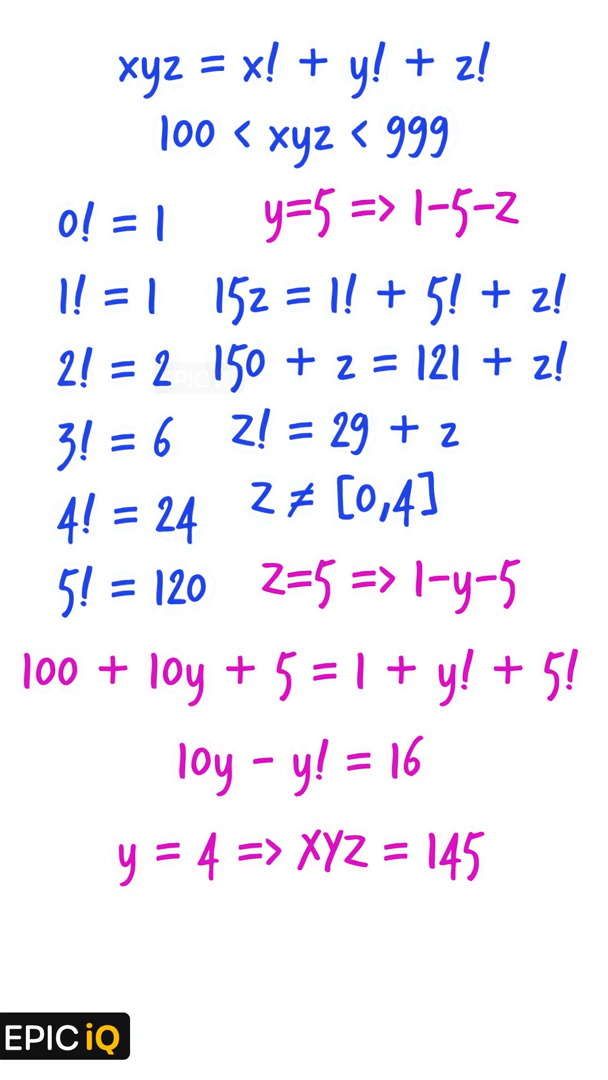 xyz = x! + y! + z!
100 < xyz < 999
0! = 1
y=5 => 1-5-z
1! = 1
15z = 1! + 5! + z!
2! = 2
150 + z = 121 + z!
3! = 6
z! = 29 + z
4! = 24
z ≠ [0,4]
5! = 120
z=5 => 1-y-5
100 + 10y + 5 = 1 + y! + 5!
10y - y! = 16
y = 4 => XYZ = 145
EPIC iQ